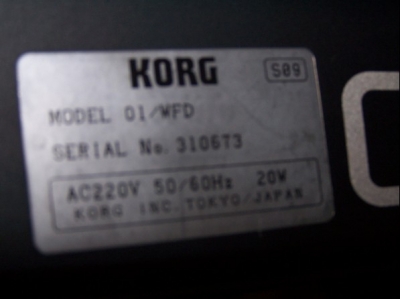 KORG S09
MODEL 01/WFD
SERIAL No. 310673
AC220V 50/60Hz 20W
KORG INC. TOKYO/JAPAN